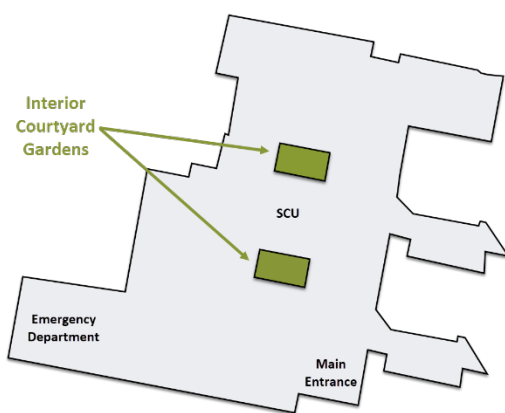 Interior
Courtyard
Gardens
SCU
Emergency
Department
Main
Entrance